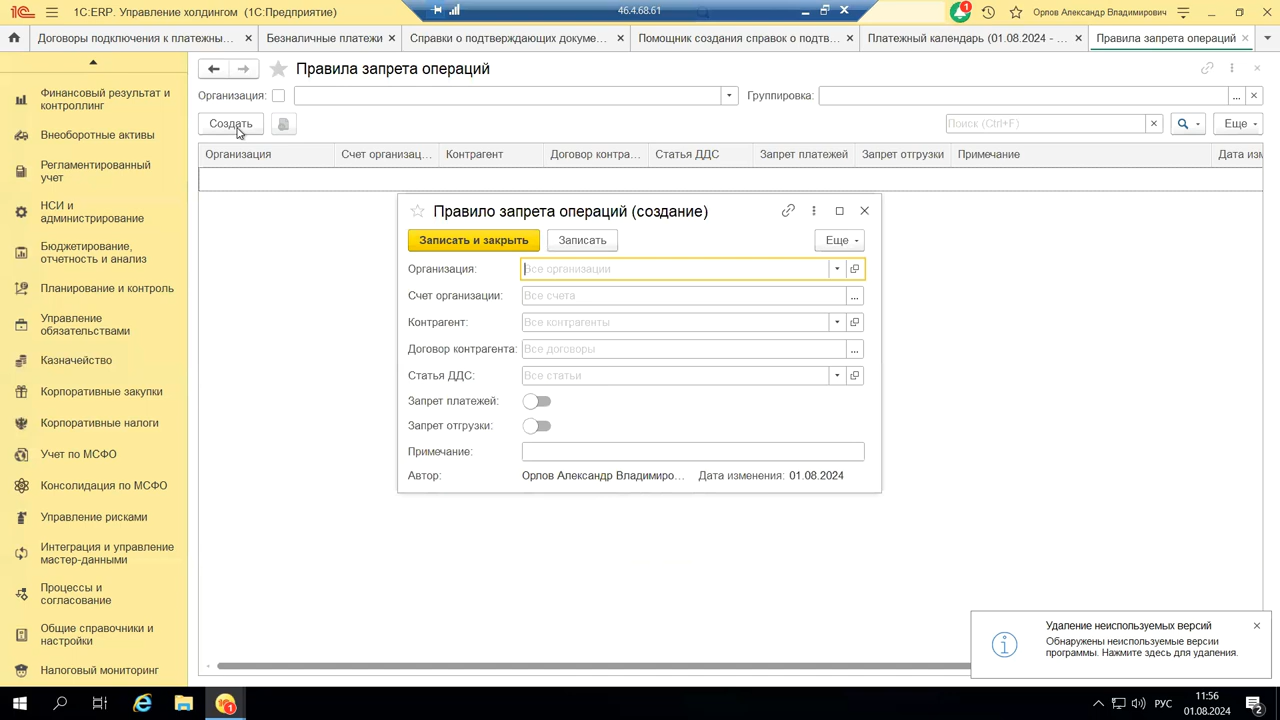 1С:ERP. Управление холдингом (1С:Предприятие)
46.4.68.61
1
Орлов Александр Владимирович
Договоры подключения к платежны...
Безналичные платежи
Справки о подтверждающих докуме...
Помощник создания справок о подтв...
Платежный календарь (01.08.2024 - ...
Правила запрета операций
Финансовый результат и
контроллинг
Внеоборотные активы
Регламентированный
учет
НСИ и
администрирование
Бюджетирование,
отчетность и анализ
Планирование и контроль
Управление
обязательствами
Казначейство
Корпоративные закупки
Корпоративные налоги
Учет по МСФО
Консолидация по МСФО
Управление рисками
Интеграция и управление
мастер-данными
Процессы и
согласование
Общие справочники и
настройки
Налоговый мониторинг
Правила запрета операций
Организация:
Группировка:
Создать
Поиск (Ctrl+F)
Еще
Организация
Счет организац...
Контрагент
Договор контра...
Статья ДДС
Запрет платежей
Запрет отгрузки
Примечание
Дата изм
Правило запрета операций (создание)
Записать и закрыть
Записать
Еще
Организация:
Все организации
Счет организации:
Все счета
Контрагент:
Все контрагенты
Договор контрагента:
Все договоры
Статья ДДС:
Все статьи
Запрет платежей:
Запрет отгрузки:
Примечание:
Автор:
Орлов Александр Владимиро...
Дата изменения: 01.08.2024
Удаление неиспользуемых версий
Обнаружены неиспользуемые версии
программы. Нажмите здесь для удаления.
1
РУС
11:56
01.08.2024
2